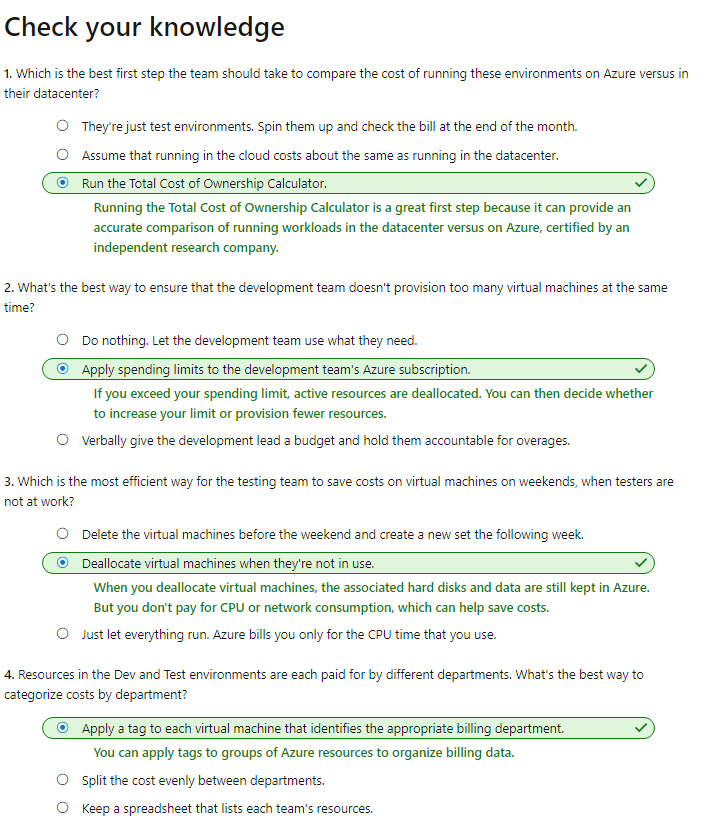 Check your knowledge
1. Which is the best first step the team should take to compare the cost of running these environments on Azure versus in
their datacenter?
They're just test environments. Spin them up and check the bill at the end of the month.
Assume that running in the cloud costs about the same as running in the datacenter.
Run the Total Cost of Ownership Calculator.
Running the Total Cost of Ownership Calculator is a great first step because it can provide an
accurate comparison of running workloads in the datacenter versus on Azure, certified by an
independent research company.
2. What's the best way to ensure that the development team doesn't provision too many virtual machines at the same
time?
Do nothing. Let the development team use what they need.
Apply spending limits to the development team's Azure subscription.
If you exceed your spending limit, active resources are deallocated. You can then decide whether
to increase your limit or provision fewer resources.
Verbally give the development lead a budget and hold them accountable for overages.
3. Which is the most efficient way for the testing team to save costs on virtual machines on weekends, when testers are
not at work?
Delete the virtual machines before the weekend and create a new set the following week.
Deallocate virtual machines when they're not in use.
When you deallocate virtual machines, the associated hard disks and data are still kept in Azure.
But you don't pay for CPU or network consumption, which can help save costs.
Just let everything run. Azure bills you only for the CPU time that you use.
4. Resources in the Dev and Test environments are each paid for by different departments. What's the best way to
categorize costs by department?
Apply a tag to each virtual machine that identifies the appropriate billing department.
You can apply tags to groups of Azure resources to organize billing data.
Split the cost evenly between departments.
Keep a spreadsheet that lists each team's resources.